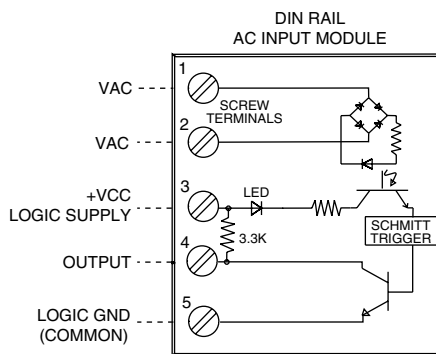 DIN RAIL
AC INPUT MODULE
1
VAC
SCREW
TERMINALS
2
VAC
3
+VCC
LOGIC SUPPLY
LED
3.3K
SCHMITT
TRIGGER
4
OUTPUT
5
LOGIC GND
(COMMON)